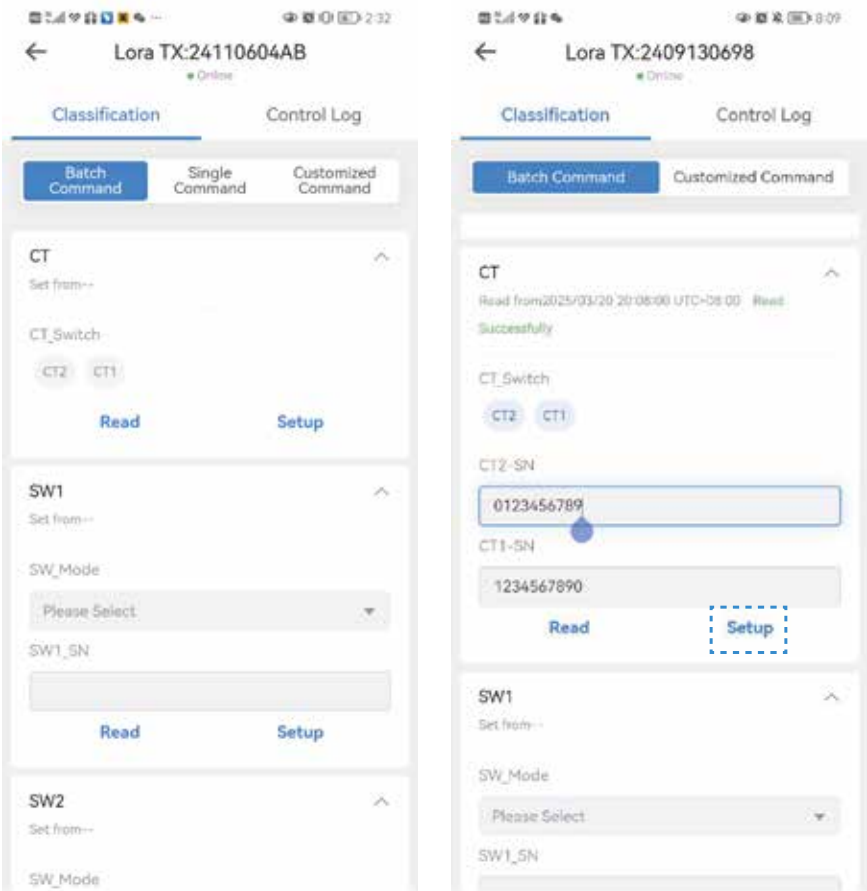 2:32
Lora TX:24110604AB
Online
Classification
Control Log
Batch Command
Single Command
Customized Command
CT
Set from--
CT_Switch
CT2 CT1
Read Setup
SW1
Set from--
SW_Mode
Please Select
SW1_SN
Read Setup
SW2
Set from--
SW_Mode
8:09
Lora TX:2409130698
Online
Classification
Control Log
Batch Command
Customized Command
CT
Read from2025/03/20 20:08:00 UTC+08:00 Read
Successfully
CT_Switch
CT2 CT1
CT2-SN
0123456789
CT1-SN
1234567890
Read Setup
SW1
Set from--
SW_Mode
Please Select
SW1_SN